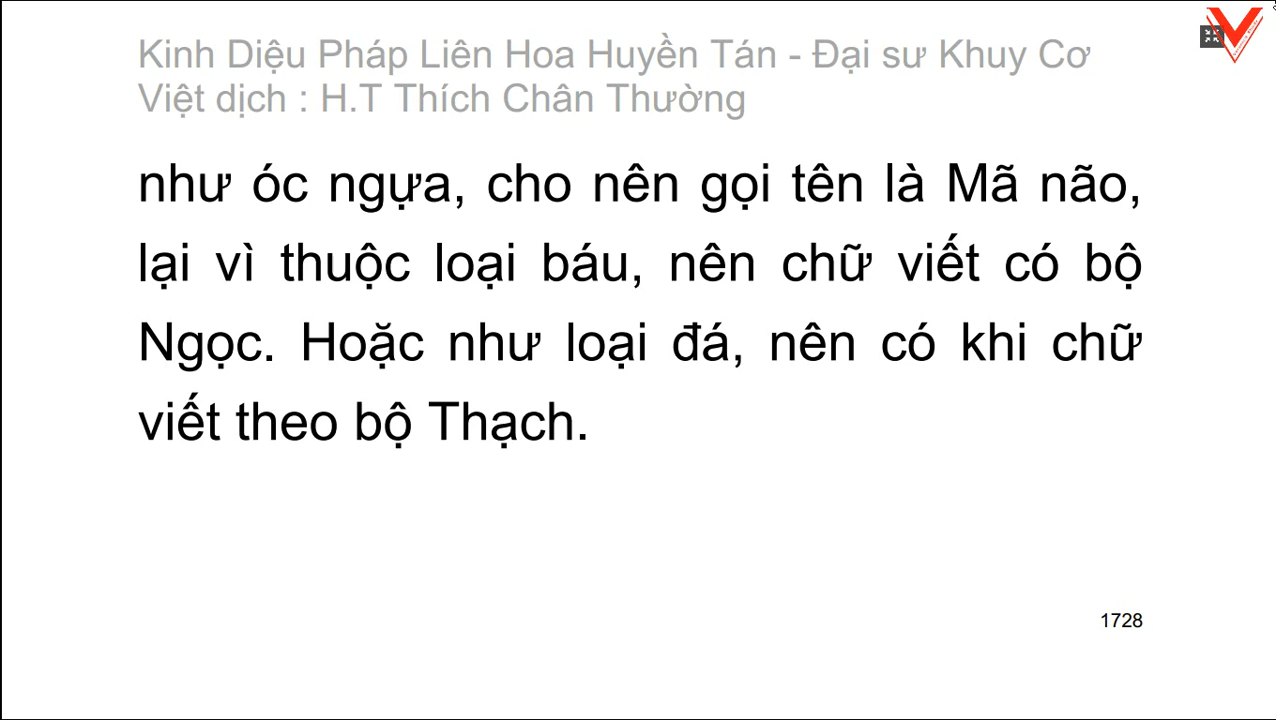 Kinh Diệu Pháp Liên Hoa Huyền Tán - Đại sư Khuy Cơ
Việt dịch : H.T Thích Chân Thường
như óc ngựa, cho nên gọi tên là Mã não,
lại vì thuộc loại báu, nên chữ viết có bộ
Ngọc. Hoặc như loại đá, nên có khi chữ
viết theo bộ Thạch.
1728